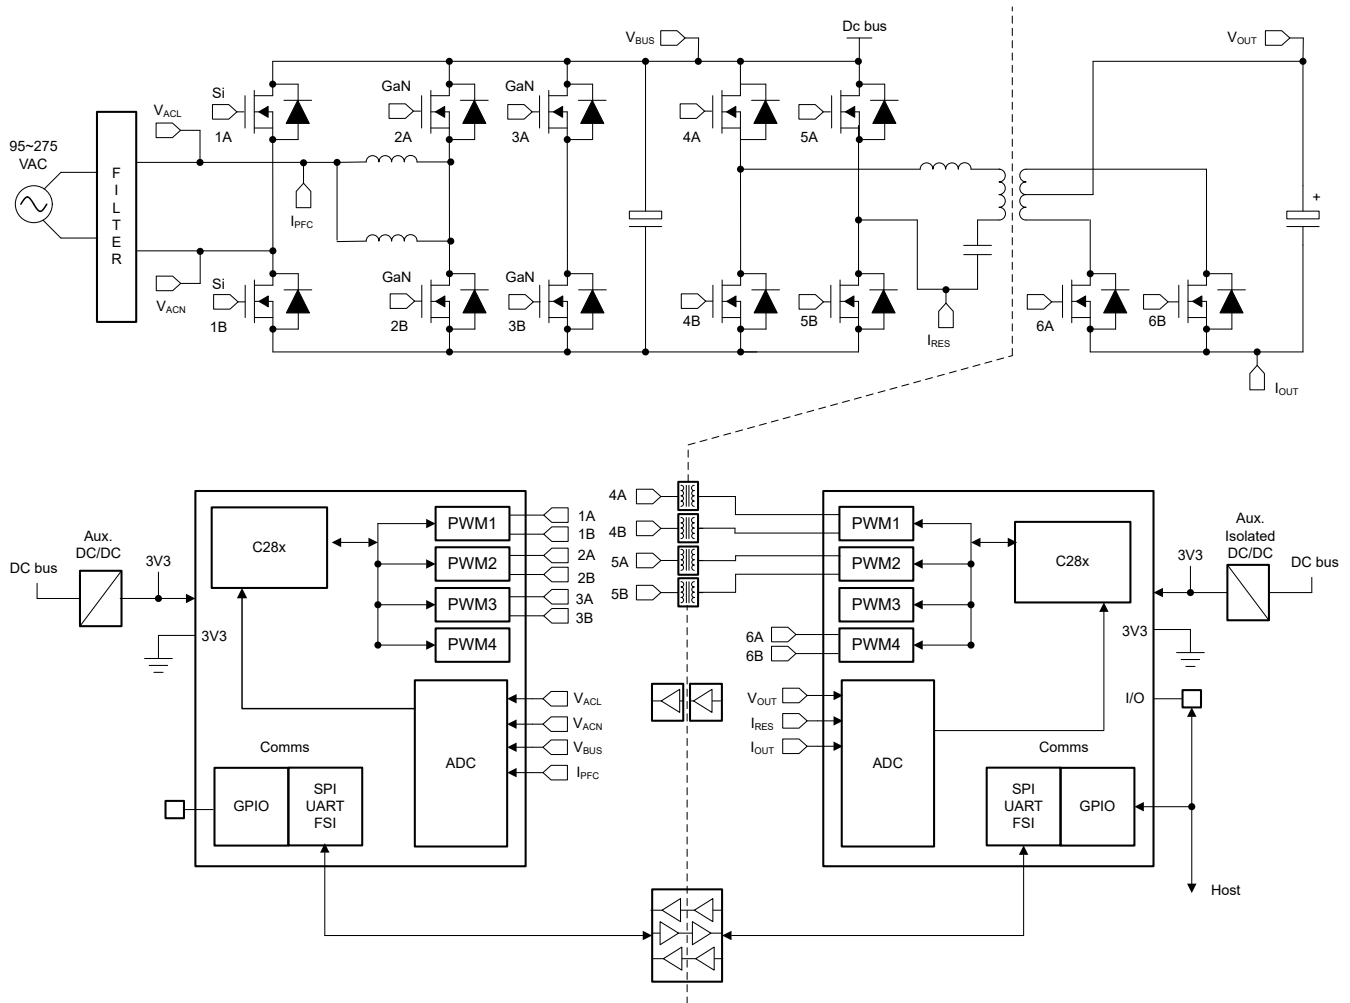 Dc bus
VBUS
VOUT
Si
GaN
GaN
VACL
1A
2A
3A
4A
5A
95~275
VAC
FILTER
IPFC
VACN
Si
GaN
GaN
1B
2B
3B
4B
5B
6A
6B
IRES
IOUT
4A
4B
5A
5B
Aux.
DC/DC
3V3
DC bus
3V3
C28x
PWM1
PWM2
PWM3
PWM4
1A
1B
2A
2B
3A
3B
ADC
VACL
VACN
VBUS
IPFC
Comms
GPIO
SPI
UART
FSI
PWM1
PWM2
PWM3
PWM4
6A
6B
C28x
Aux.
Isolated
DC/DC
3V3
DC bus
3V3
I/O
VOUT
IRES
IOUT
ADC
Comms
SPI
UART
FSI
GPIO
Host